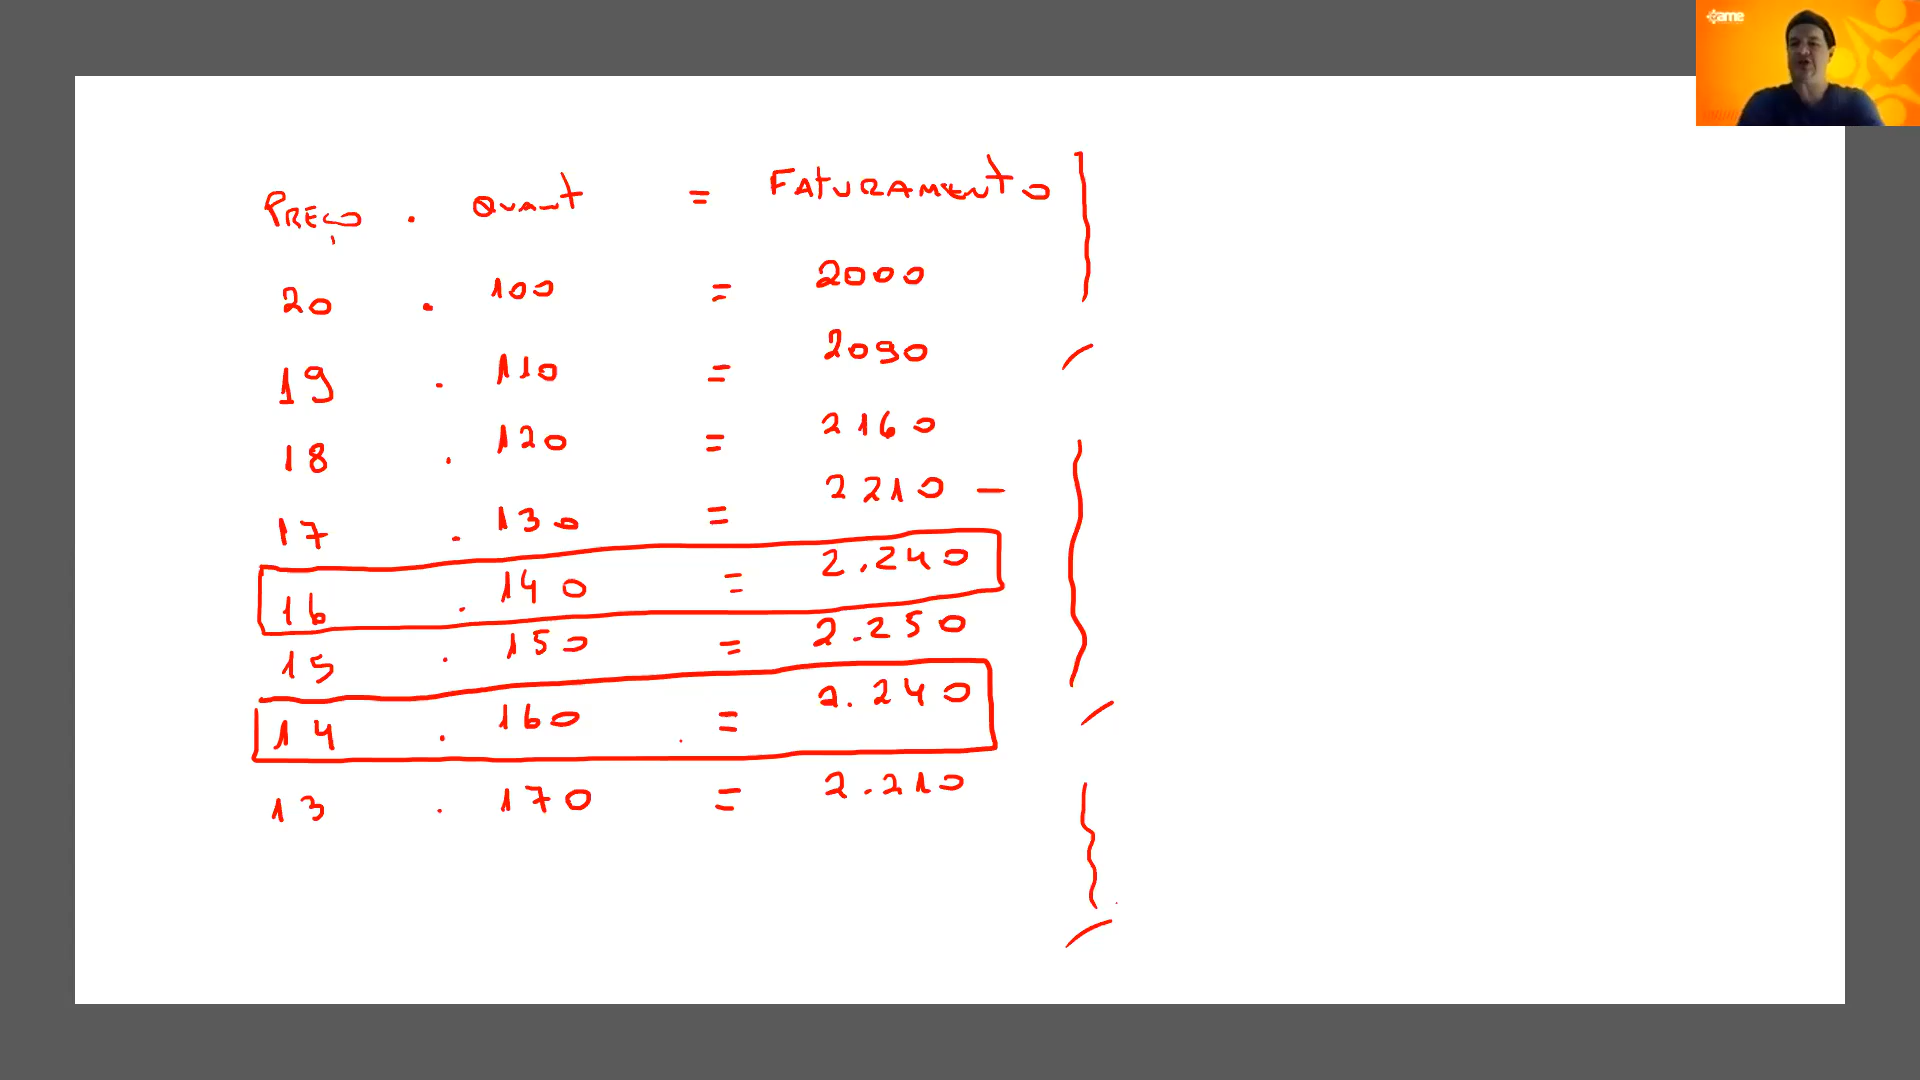 came
PREÇO . QUANT = FATURAMENTO
20 . 100 = 2000
19 . 110 = 2090
18 . 120 = 2160
17 . 130 = 2210 -
16 . 140 = 2.240
15 . 150 = 2.250
14 . 160 = 2.240
13 . 170 = 2.210